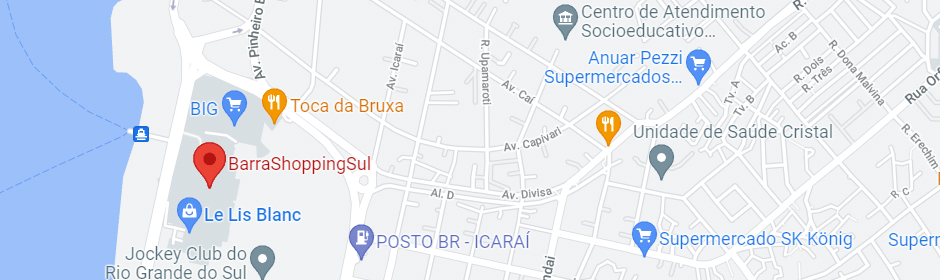 Centro de Atendimento
Socioeducativo...
Av. Pinheiro B
Av. Icaraí
R. Upamaroti
Anuar Pezzi
Supermercados...
Ac. B
R. Dois
R. Três
R. Dona Malvina
Rua Or
Tv. A
Tv. B
BIG
Toca da Bruxa
Av. Caí
Av. Capivari
Unidade de Saúde Cristal
R. Erechim
BarraShoppingSul
Al. D
Av. Divisa
R. C
Le Lis Blanc
POSTO BR - ICARAÍ
Supermercado SK König
Superm
Jockey Club do
Rio Grande do Sul
ndaí